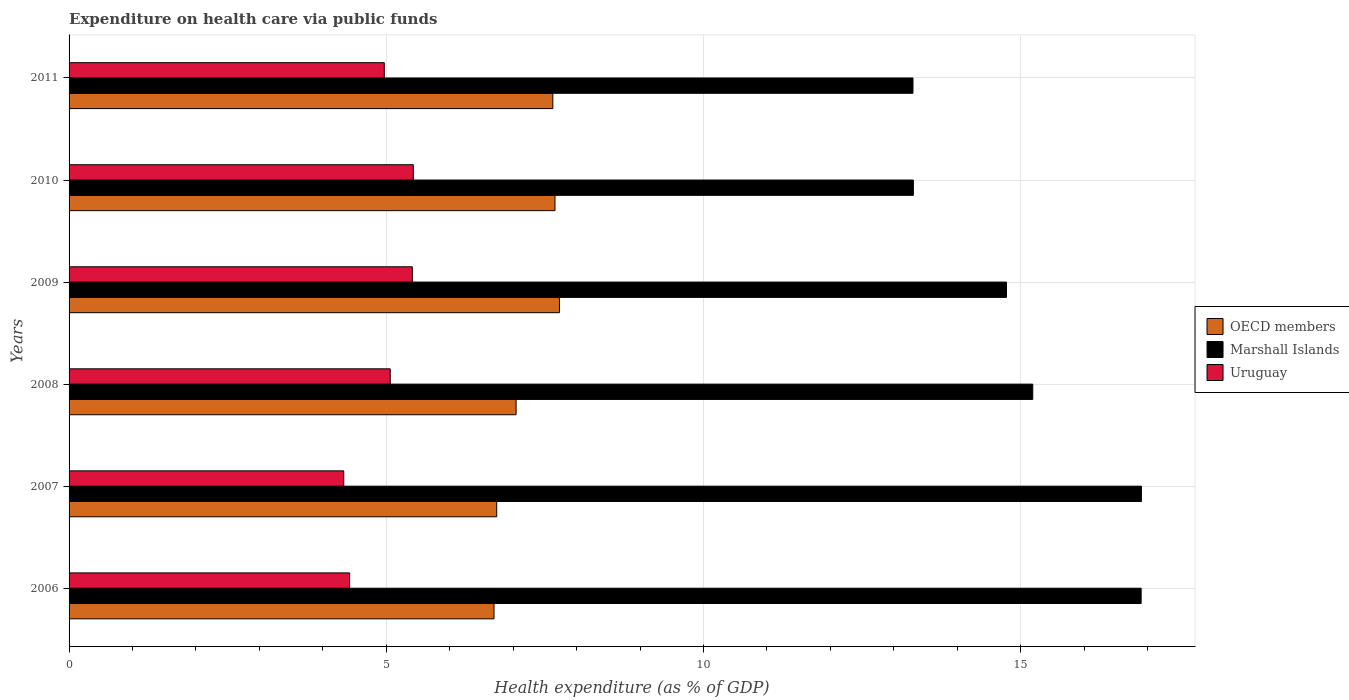 Expenditure on health care via public funds
2011
2010
2009
2008
2007
2006
Years
0
5
10
15
Health expenditure (as % of GDP)
OECD members
Marshall Islands
Uruguay